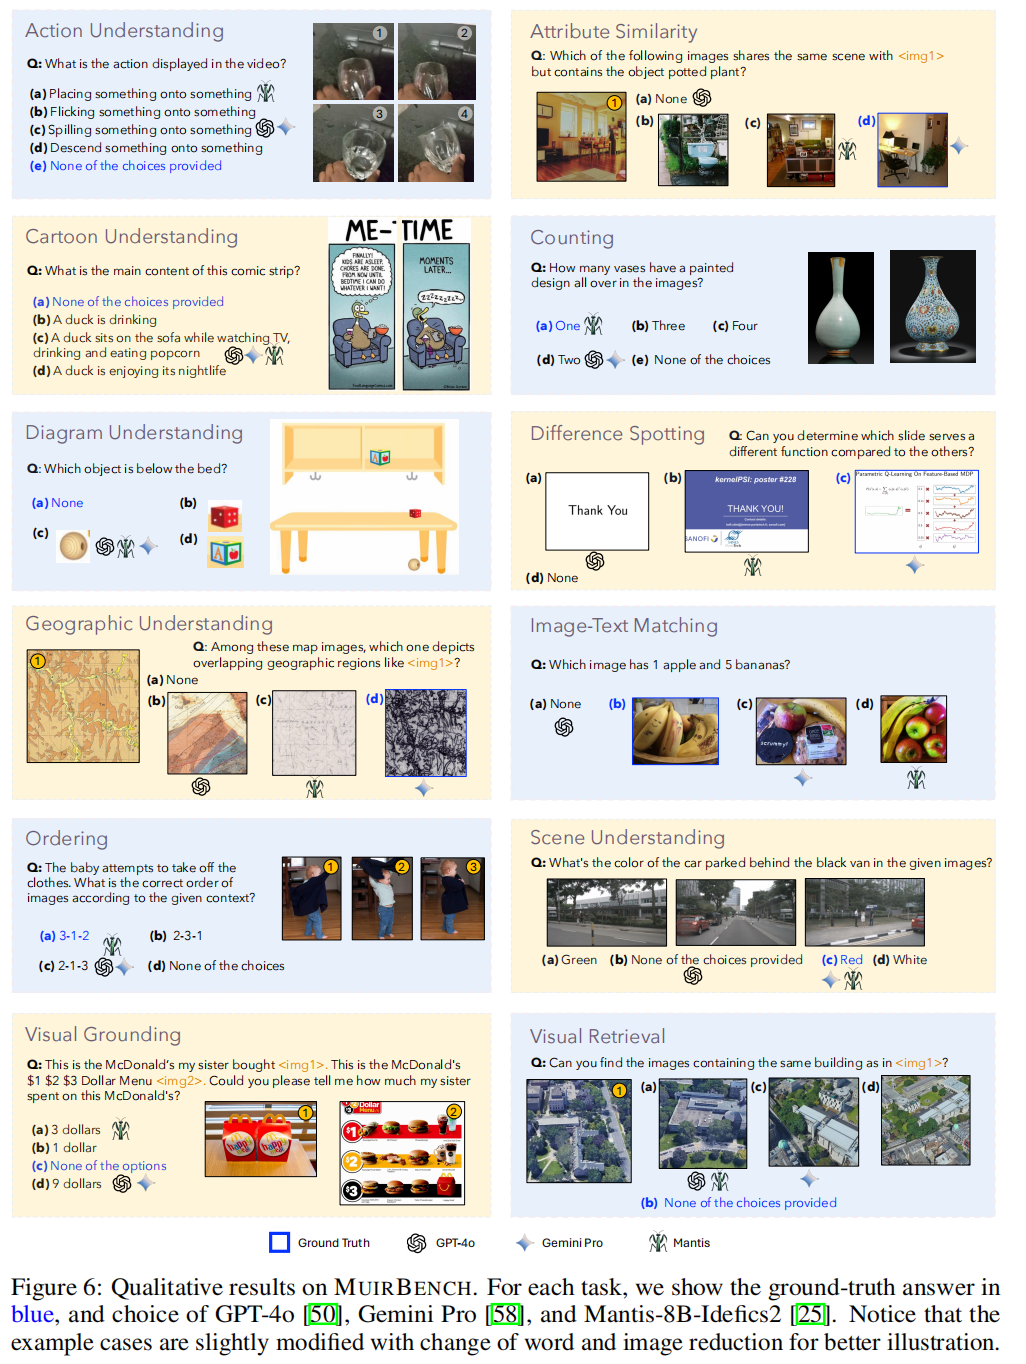 Action Understanding
Q: What is the action displayed in the video?
(a) Placing something onto something
(b) Flicking something onto something
(c) Spilling something onto something
(d) Descend something onto something
(e) None of the choices provided
1
2
3
4
Attribute Similarity
Q: Which of the following images shares the same scene with <img1>
but contains the object potted plant?
1
(a) None
(b)
(c)
(d)
Cartoon Understanding
Q: What is the main content of this comic strip?
(a) None of the choices provided
(b) A duck is drinking
(c) A duck sits on the sofa while watching TV,
drinking and eating popcorn
(d) A duck is enjoying its nightlife
ME-TIME
FINALLY!
KIDS ARE ASLEEP,
CHORES ARE DONE.
FROM NOW UNTIL
BEDTIME I CAN DO
WHATEVER I WANT!
MOMENTS
LATER...
Counting
Q: How many vases have a painted
design all over in the images?
(a) One
(b) Three
(c) Four
(d) Two
(e) None of the choices
Diagram Understanding
Q: Which object is below the bed?
(a) None
(b)
(c)
(d)
Difference Spotting
Q: Can you determine which slide serves a
different function compared to the others?
(a)
Thank You
(b)
kernelPSI: poster #228
THANK YOU!
SANOFI
(c)
Parametric Q-Learning On Feature-Based MDP
(d) None
Geographic Understanding
Q: Among these map images, which one depicts
overlapping geographic regions like <img1>?
1
(a) None
(b)
(c)
(d)
Image-Text Matching
Q: Which image has 1 apple and 5 bananas?
(a) None
(b)
(c)
scrummy!
(d)
Ordering
Q: The baby attempts to take off the
clothes. What is the correct order of
images according to the given context?
(a) 3-1-2
(b) 2-3-1
(c) 2-1-3
(d) None of the choices
1
2
3
Scene Understanding
Q: What's the color of the car parked behind the black van in the given images?
(a) Green
(b) None of the choices provided
(c) Red
(d) White
Visual Grounding
Q: This is the McDonald's my sister bought <img1>. This is the McDonald's
$1 $2 $3 Dollar Menu <img2>. Could you please tell me how much my sister
spent on this McDonald's?
(a) 3 dollars
(b) 1 dollar
(c) None of the options
(d) 9 dollars
1
2
Dollar
Menu
$1
$2
$3
Visual Retrieval
Q: Can you find the images containing the same building as in <img1>?
1
(a)
(c)
(d)
(b) None of the choices provided
Ground Truth
GPT-4o
Gemini Pro
Mantis
Figure 6: Qualitative results on MUIRBENCH. For each task, we show the ground-truth answer in
blue, and choice of GPT-4o [50], Gemini Pro [58], and Mantis-8B-Idefics2 [25]. Notice that the
example cases are slightly modified with change of word and image reduction for better illustration.